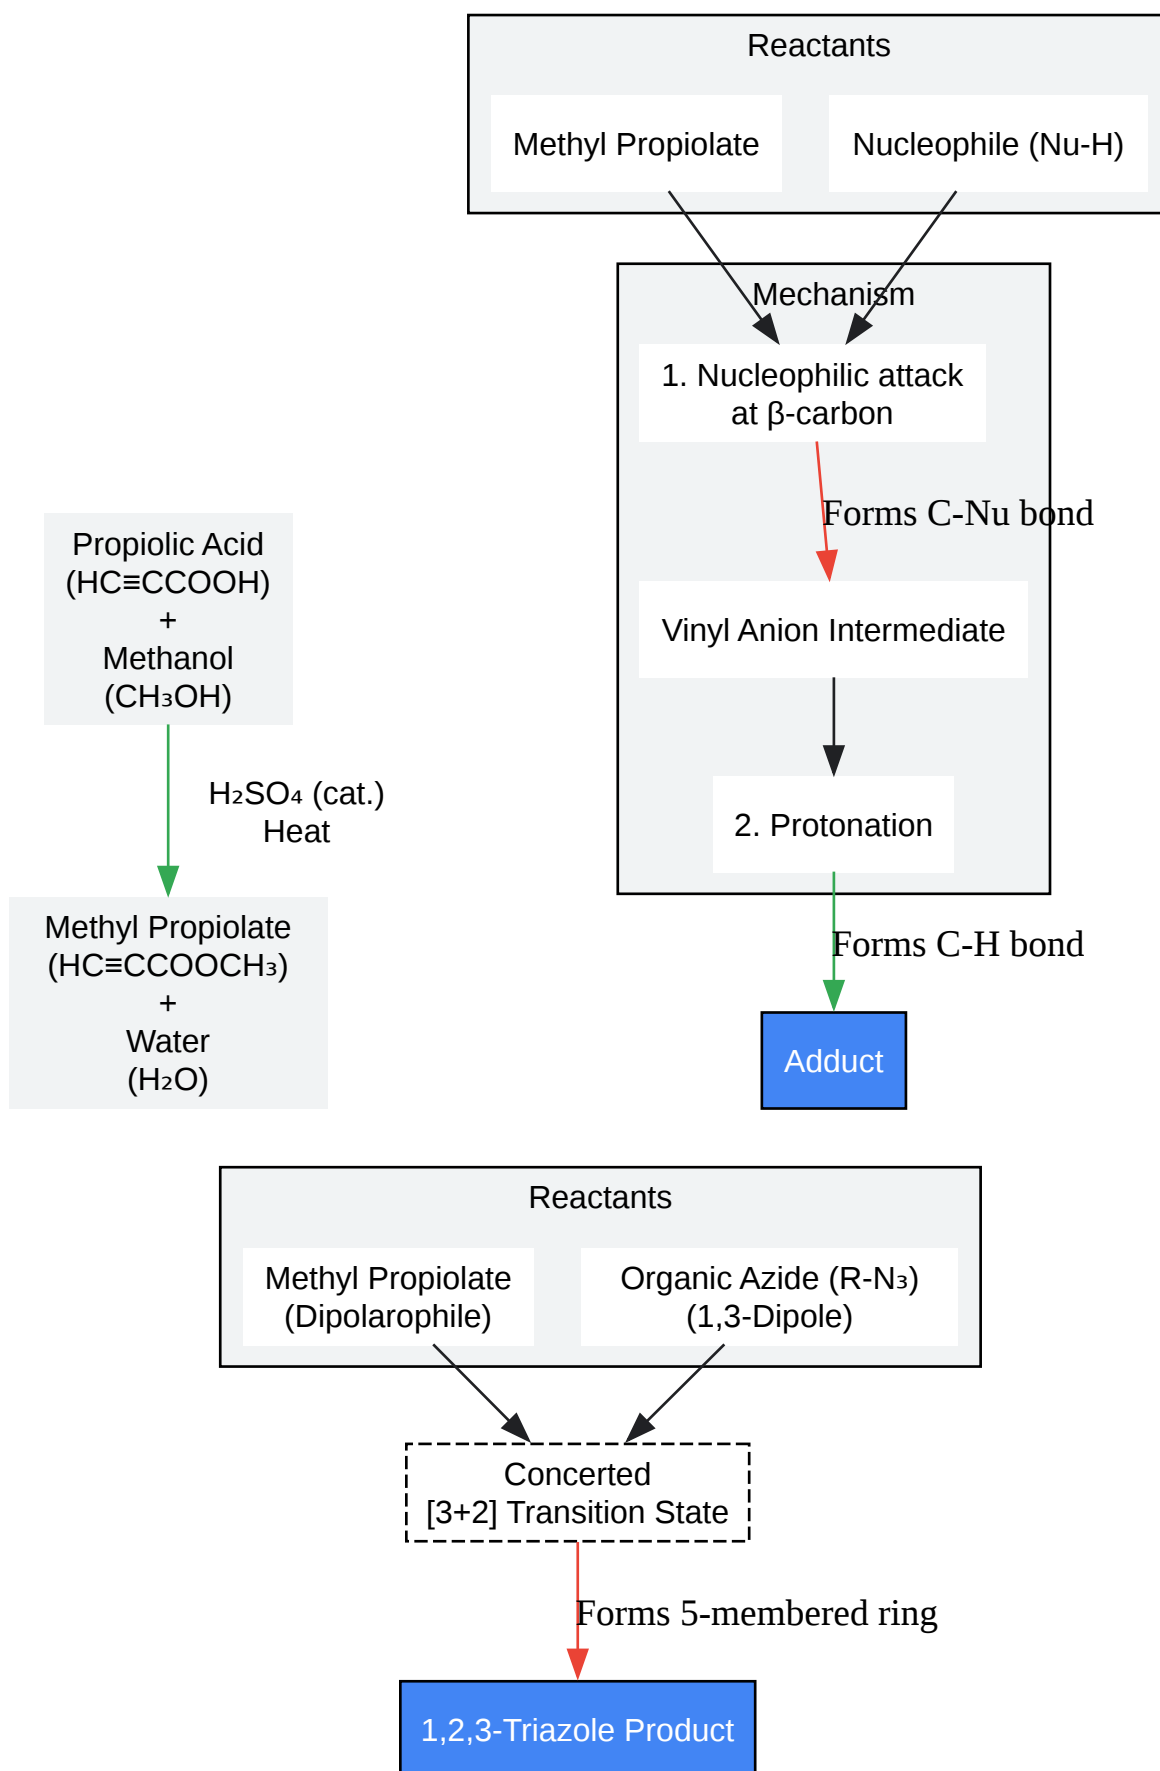 Reactants
Methyl Propiolate
Nucleophile (Nu-H)
Mechanism
1. Nucleophilic attack
at β-carbon
Forms C-Nu bond
Vinyl Anion Intermediate
2. Protonation
Forms C-H bond
Adduct
Propiolic Acid
(HC≡CCOOH)
+
Methanol
(CH₃OH)
H₂SO₄ (cat.)
Heat
Methyl Propiolate
(HC≡CCOOCH₃)
+
Water
(H₂O)
Reactants
Methyl Propiolate
(Dipolarophile)
Organic Azide (R-N₃)
(1,3-Dipole)
Concerted
[3+2] Transition State
Forms 5-membered ring
1,2,3-Triazole Product